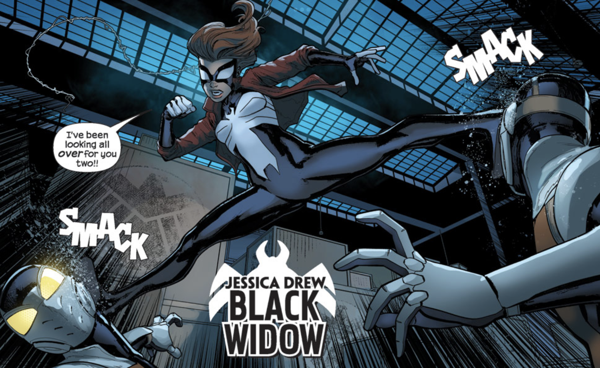 SMACK
I've been
looking all
over for you
two!!
SMACK
JESSICA DREW
BLACK
WIDOW